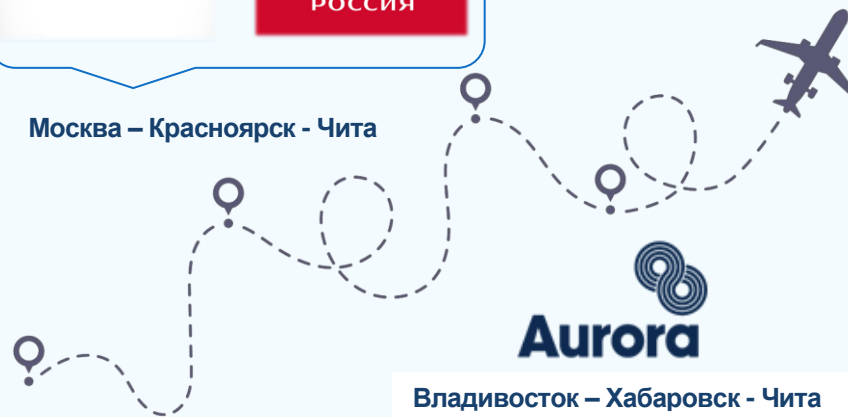 РОССИЯ
Москва – Красноярск - Чита
Aurora
Владивосток – Хабаровск - Чита